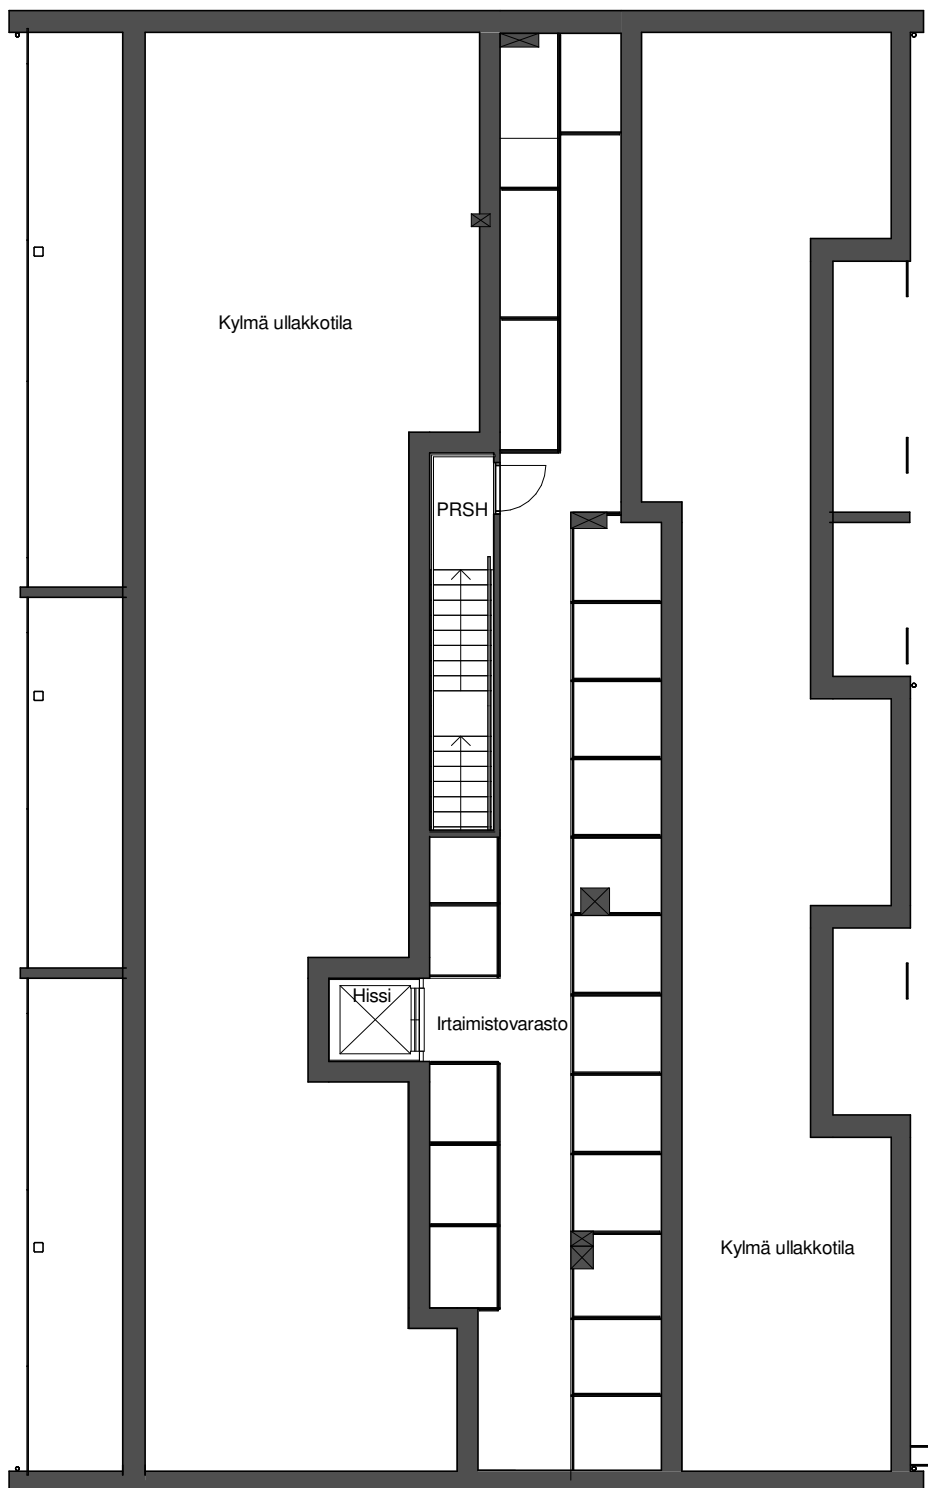 Kylmä ullakkotila
PRSH
Hissi
Irtaimistovarasto
Kylmä ullakkotila